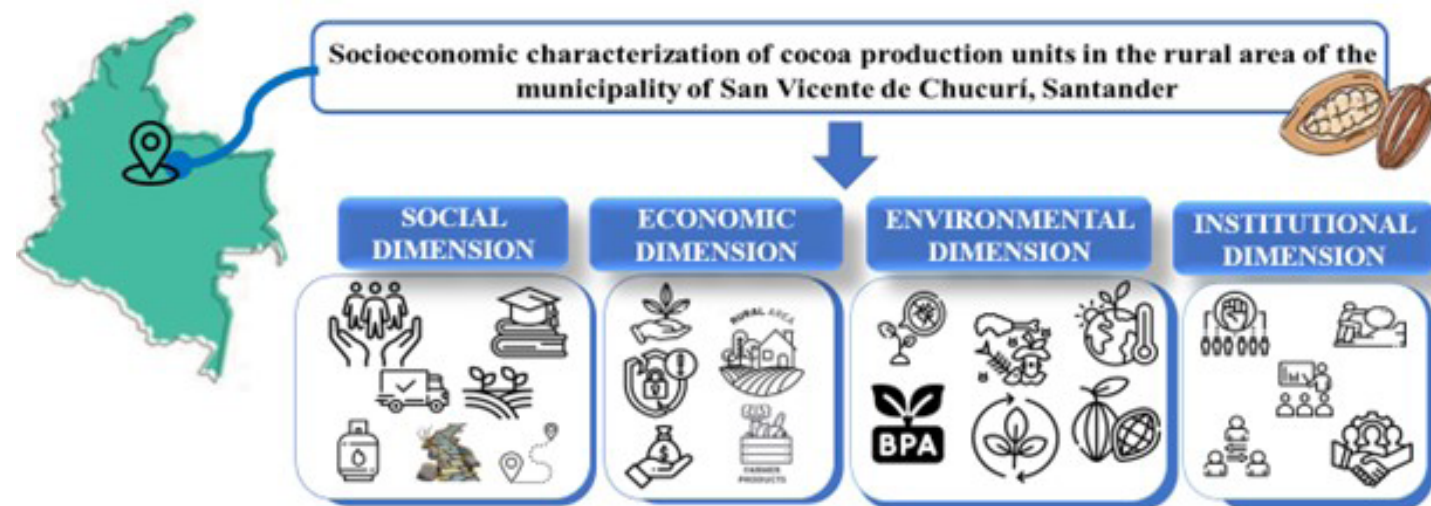 Socioeconomic characterization of cocoa production units in the rural area of the
municipality of San Vicente de Chucurí, Santander
SOCIAL
DIMENSION
ECONOMIC
DIMENSION
ENVIRONMENTAL
DIMENSION
INSTITUTIONAL
DIMENSION
RURAL AREA
BPA
FARMER
PRODUCTS